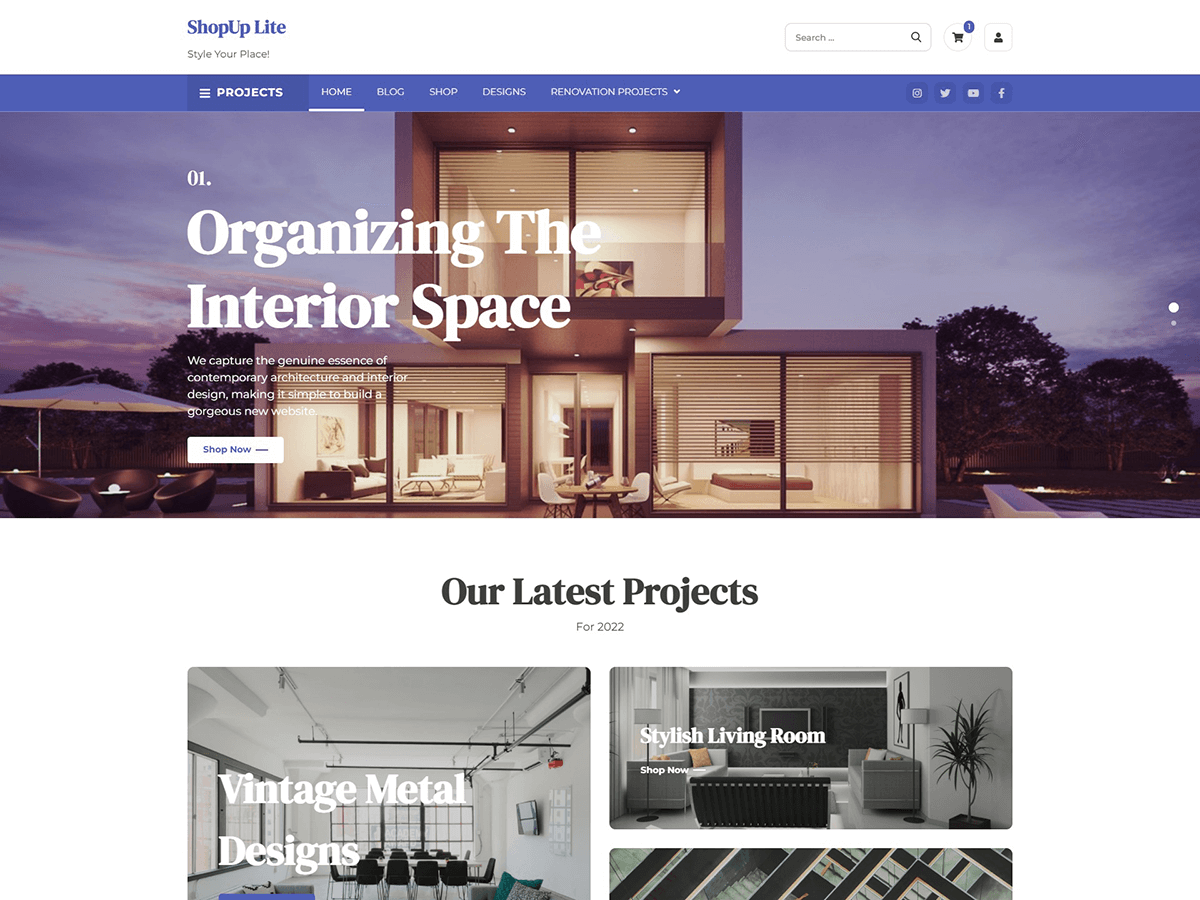 ShopUp Lite
Style Your Place!
Search ...
1
PROJECTS
HOME
BLOG
SHOP
DESIGNS
RENOVATION PROJECTS
01.
Organizing The
Interior Space
We capture the genuine essence of
contemporary architecture and interior
design, making it simple to build a
gorgeous new website.
Shop Now
Our Latest Projects
For 2022
Vintage Metal
Designs
Stylish Living Room
Shop Now